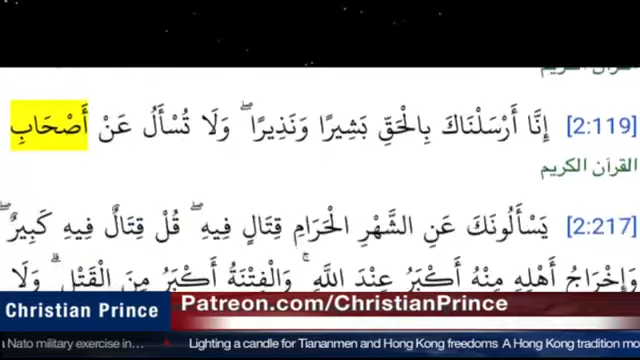 القرآن الكريم
[2:119] إِنَّا أَرْسَلْنَاكَ بِالْحَقِّ بَشِيرًا وَنَذِيرًا ۖ وَلَا تُسْأَلُ عَنْ أَصْحَابِ
القرآن الكريم
[2:217] يَسْأَلُونَكَ عَنِ الشَّهْرِ الْحَرَامِ قِتَالٍ فِيهِ ۖ قُلْ قِتَالٌ فِيهِ كَبِيرٌ ۖ
وَإِخْرَاجُ أَهْلِهِ مِنْهُ أَكْبَرُ عِنْدَ اللَّهِ ۚ وَالْفِتْنَةُ أَكْبَرُ مِنَ الْقَتْلِ ۗ وَلَا
Christian Prince
Patreon.com/ChristianPrince
a Nato military exercise in... Lighting a candle for Tiananmen and Hong Kong freedoms A Hong Kong tradition mo